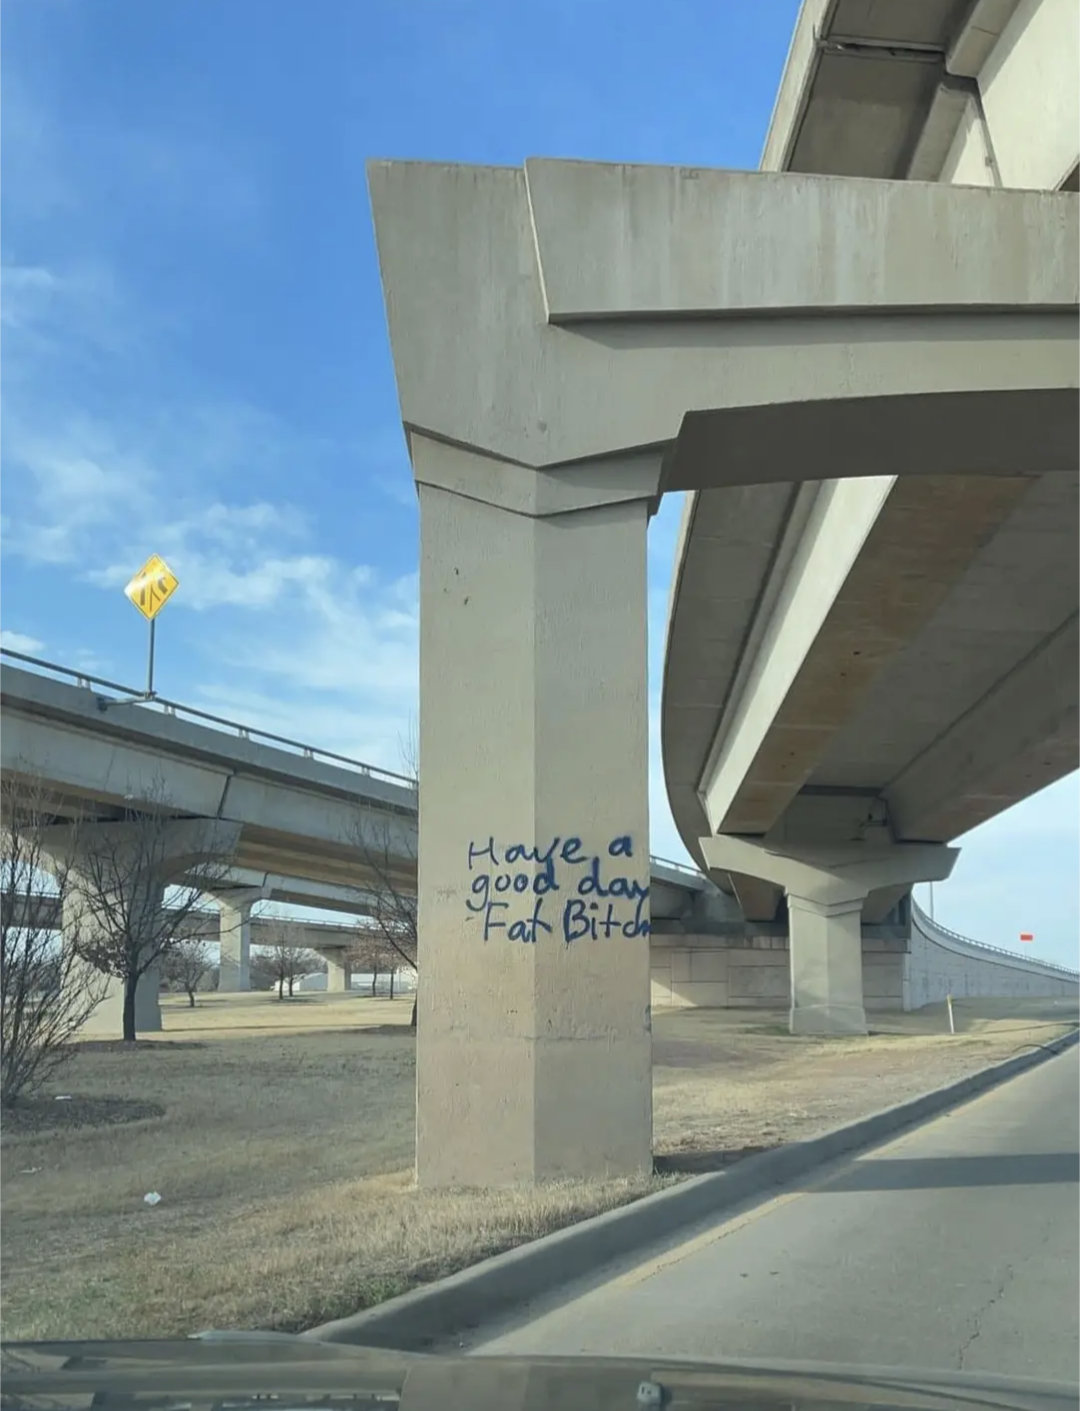 Have a
good day
Fat Bitch